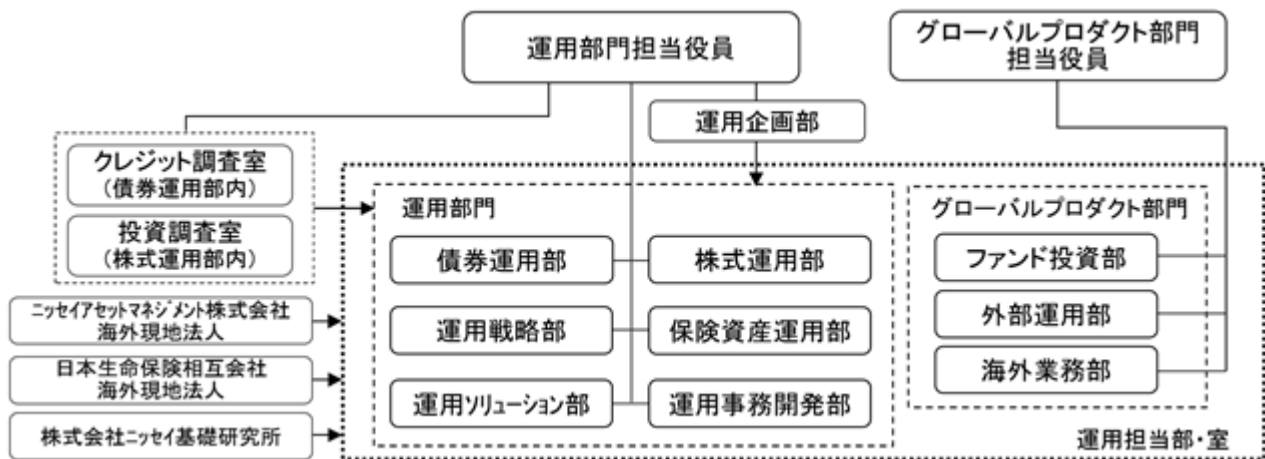 運用部門担当役員
グローバルプロダクト部門
担当役員
運用企画部
クレジット調査室
(債券運用部内)
投資調査室
(株式運用部内)
運用部門
債券運用部
株式運用部
運用戦略部
保険資産運用部
運用ソリューション部
運用事務開発部
グローバルプロダクト部門
ファンド投資部
外部運用部
海外業務部
ニッセイアセットマネジメント株式会社
海外現地法人
日本生命保険相互会社
海外現地法人
株式会社ニッセイ基礎研究所
運用担当部・室